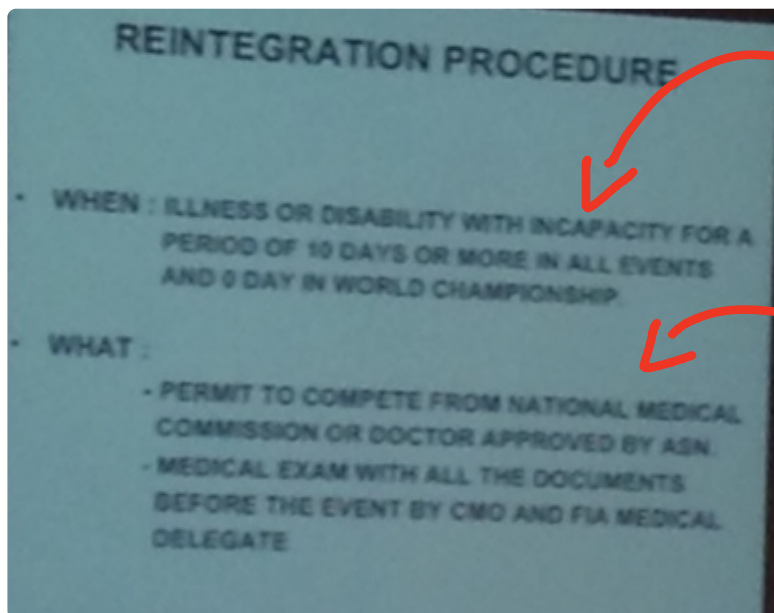 REINTEGRATION PROCEDURE
- WHEN : ILLNESS OR DISABILITY WITH INCAPACITY FOR A
PERIOD OF 10 DAYS OR MORE IN ALL EVENTS
AND 0 DAY IN WORLD CHAMPIONSHIP.
- WHAT :
- PERMIT TO COMPETE FROM NATIONAL MEDICAL
COMMISSION OR DOCTOR APPROVED BY ASN.
- MEDICAL EXAM WITH ALL THE DOCUMENTS
BEFORE THE EVENT BY CMO AND FIA MEDICAL
DELEGATE